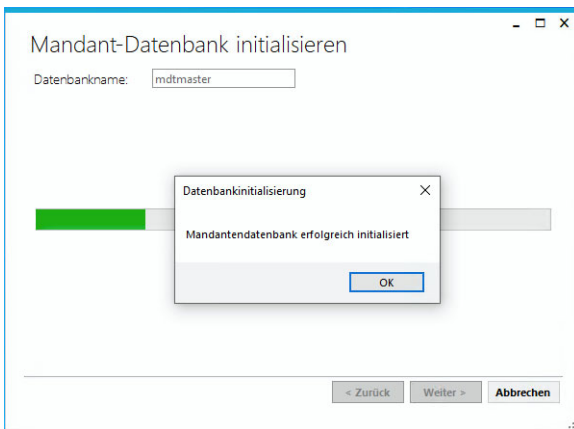 Mandant-Datenbank initialisieren
Datenbankname: mdtmaster
Datenbankinitialisierung
Mandantendatenbank erfolgreich initialisiert
OK
< Zurück Weiter > Abbrechen